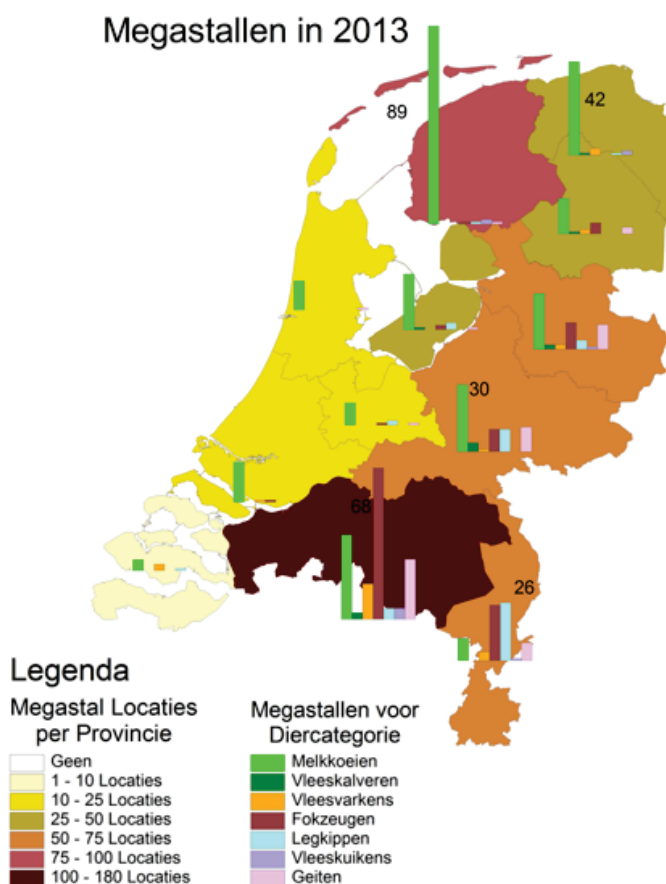 Megastallen in 2013
89
42
30
68
26
Legenda
Megastal Locaties
per Provincie
Geen
1 - 10 Locaties
10 - 25 Locaties
25 - 50 Locaties
50 - 75 Locaties
75 - 100 Locaties
100 - 180 Locaties
Megastallen voor
Diercategorie
Melkkoeien
Vleeskalveren
Vleesvarkens
Fokzeugen
Legkippen
Vleeskuikens
Geiten